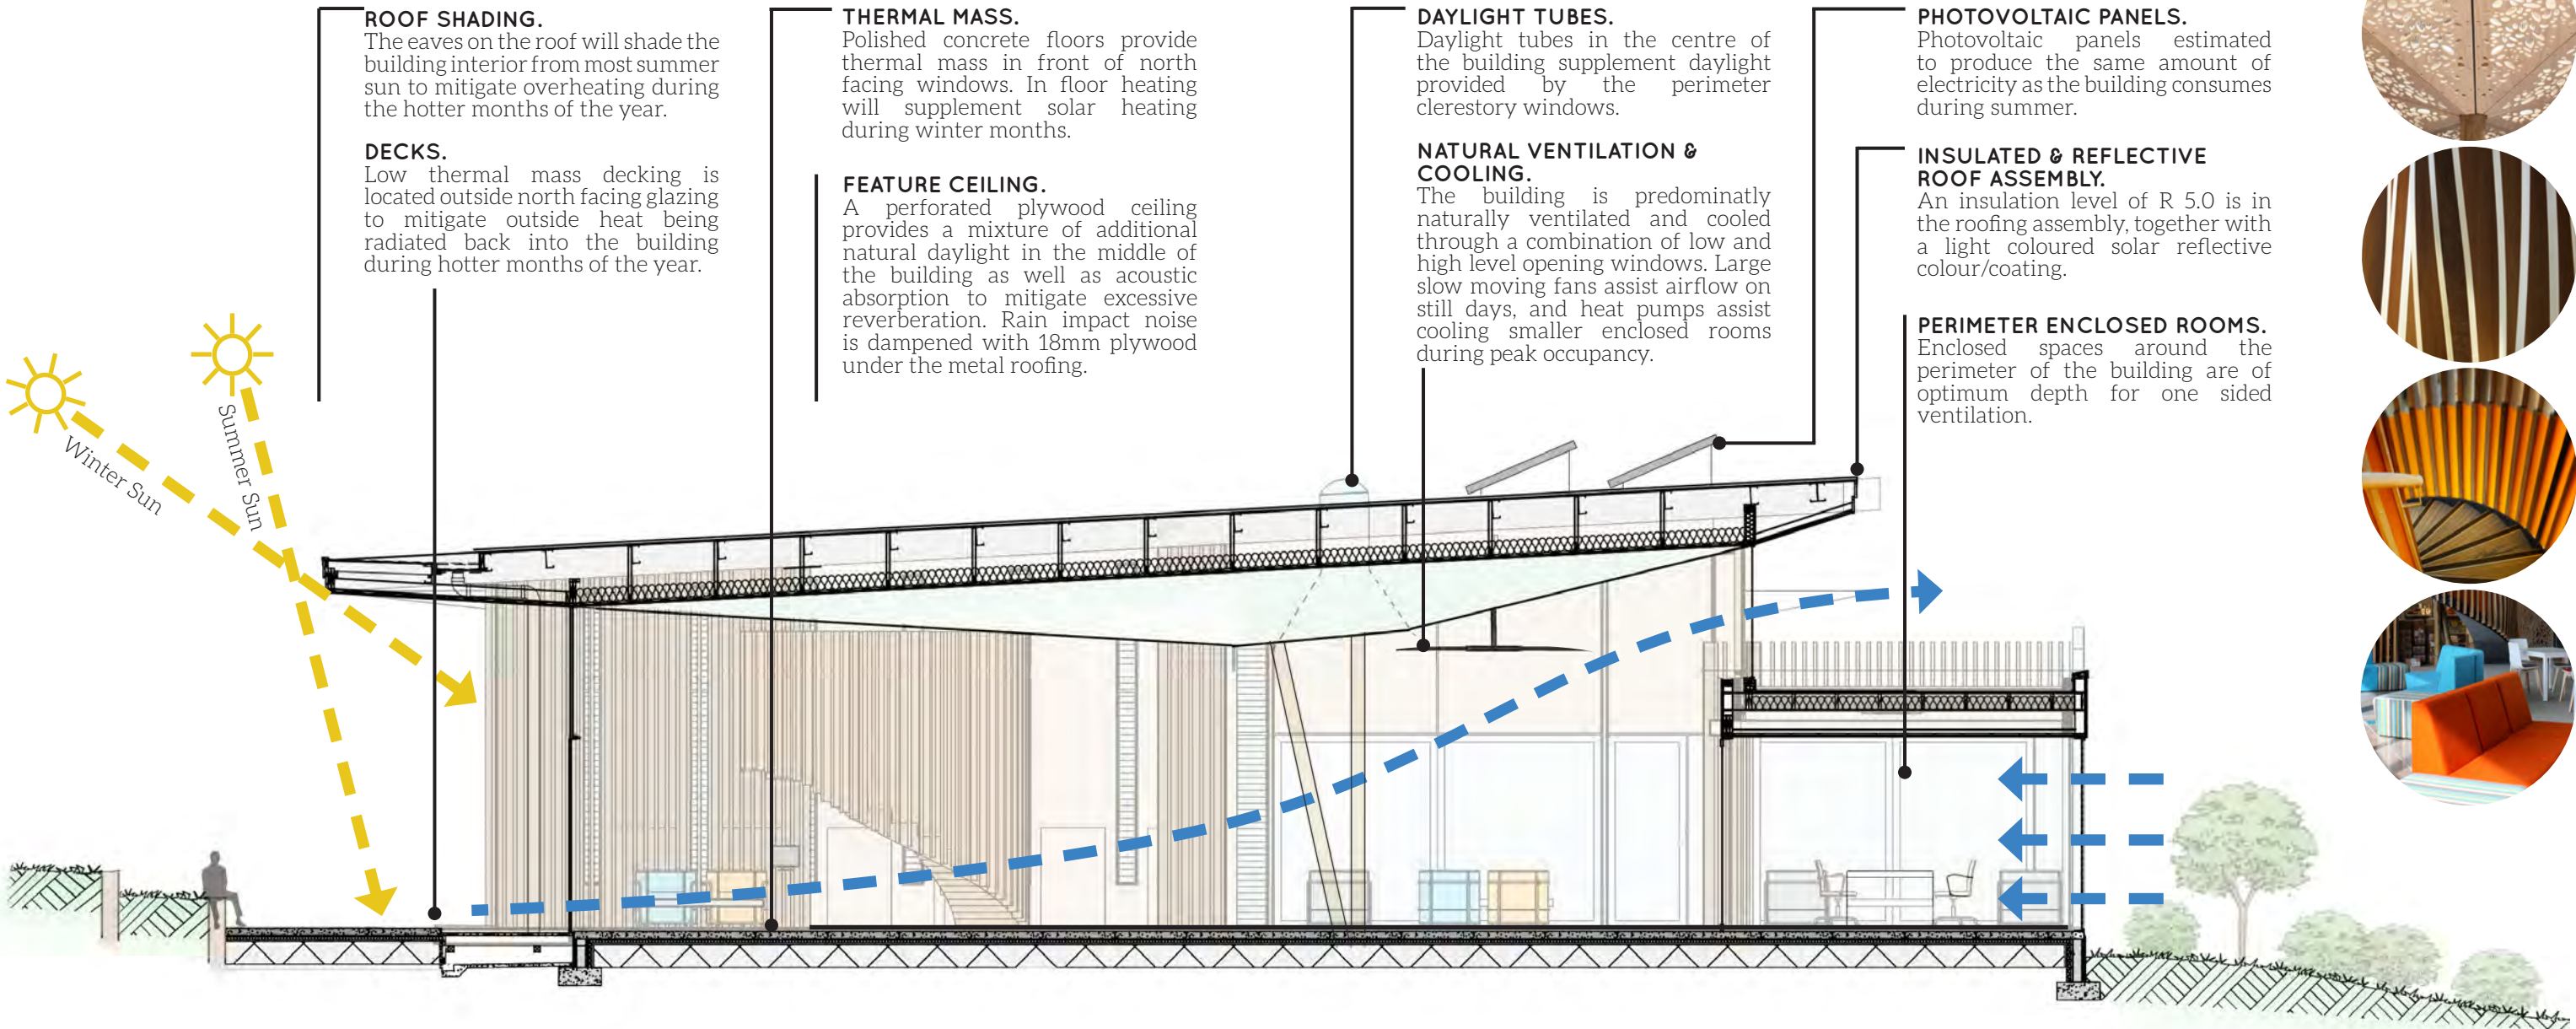 ROOF SHADING.
The eaves on the roof will shade the
building interior from most summer
sun to mitigate overheating during
the hotter months of the year.
DECKS.
Low thermal mass decking is
located outside north facing glazing
to mitigate outside heat being
radiated back into the building
during hotter months of the year.
THERMAL MASS.
Polished concrete floors provide
thermal mass in front of north
facing windows. In floor heating
will supplement solar heating
during winter months.
FEATURE CEILING.
A perforated plywood ceiling
provides a mixture of additional
natural daylight in the middle of
the building as well as acoustic
absorption to mitigate excessive
reverberation. Rain impact noise
is dampened with 18mm plywood
under the metal roofing.
DAYLIGHT TUBES.
Daylight tubes in the centre of
the building supplement daylight
provided by the perimeter
clerestory windows.
NATURAL VENTILATION &
COOLING.
The building is predominatly
naturally ventilated and cooled
through a combination of low and
high level opening windows. Large
slow moving fans assist airflow on
still days, and heat pumps assist
cooling smaller enclosed rooms
during peak occupancy.
PHOTOVOLTAIC PANELS.
Photovoltaic panels estimated
to produce the same amount of
electricity as the building consumes
during summer.
INSULATED & REFLECTIVE
ROOF ASSEMBLY.
An insulation level of R 5.0 is in
the roofing assembly, together with
a light coloured solar reflective
colour/coating.
PERIMETER ENCLOSED ROOMS.
Enclosed spaces around the
perimeter of the building are of
optimum depth for one sided
ventilation.
Winter Sun
Summer Sun